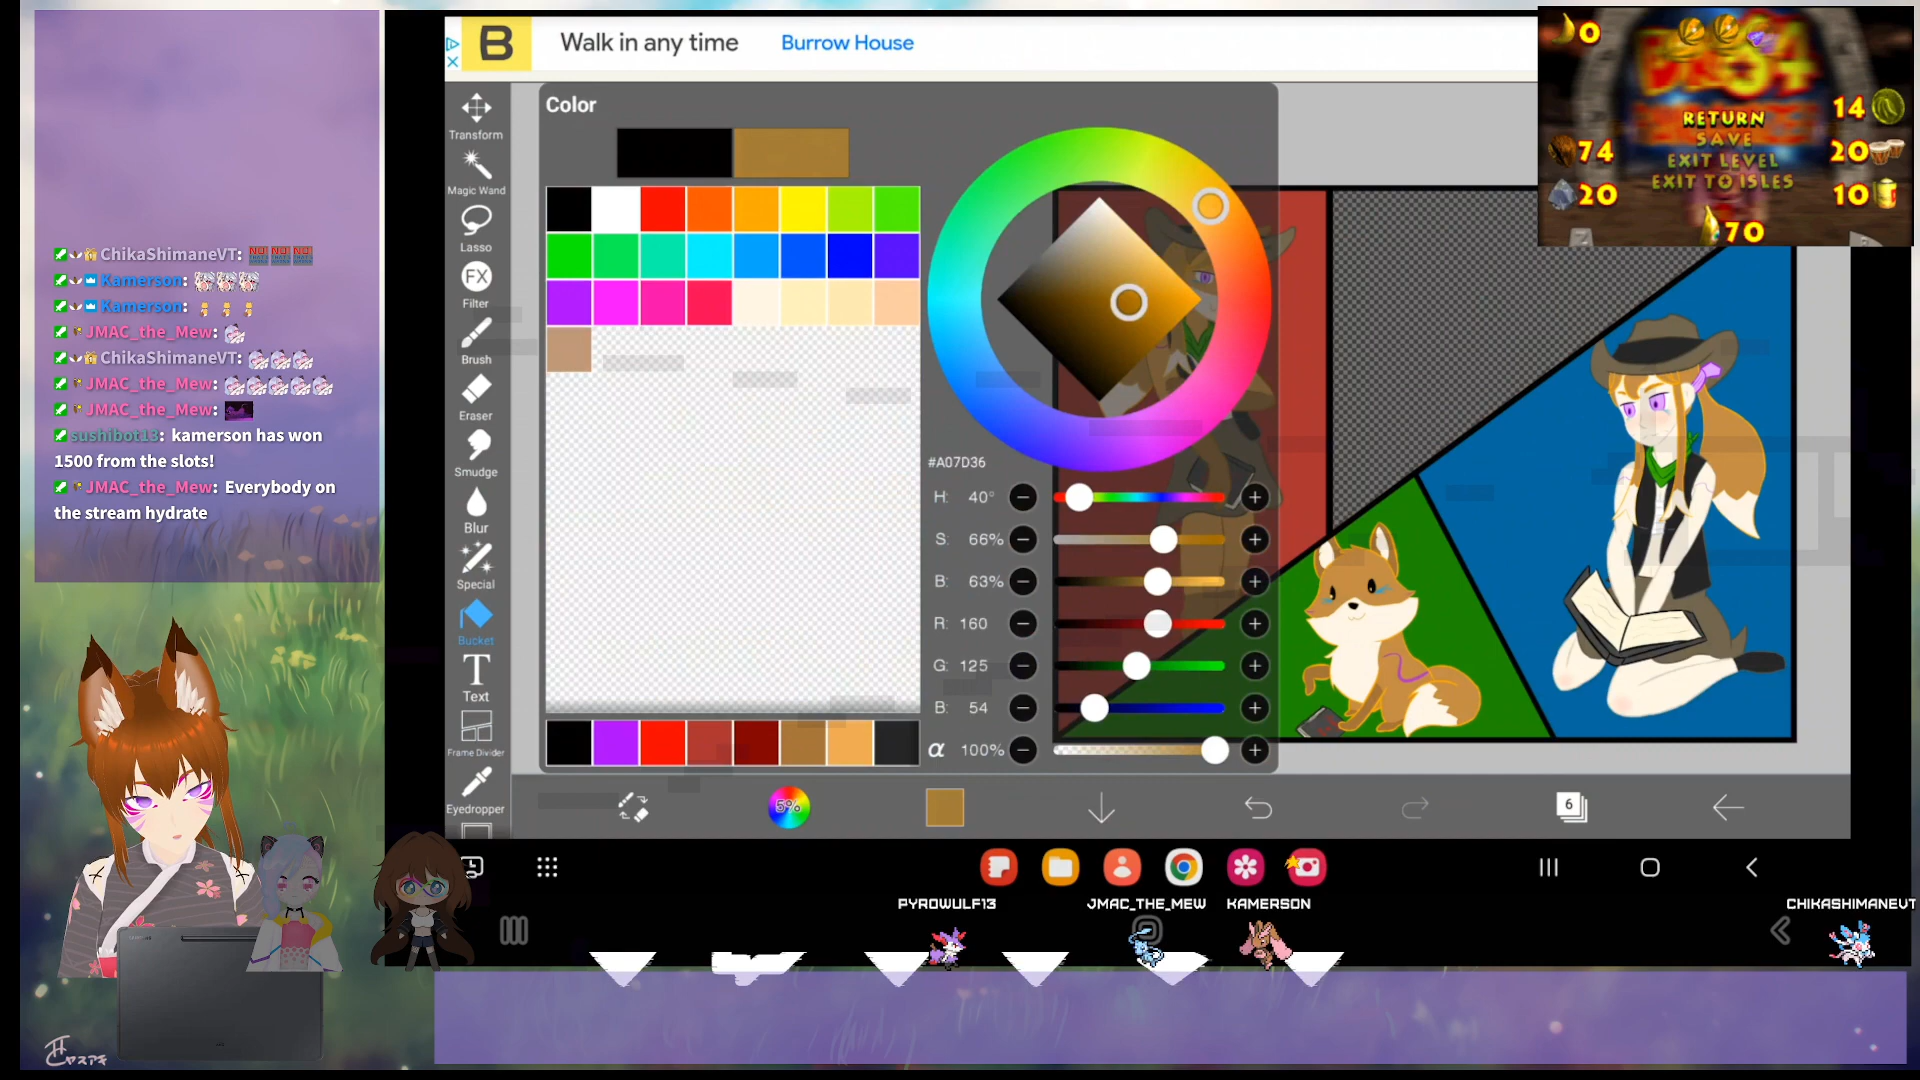 ChikaShimaneVT:
Kamerson:
Kamerson:
JMAC_the_Mew:
ChikaShimaneVT:
JMAC_the_Mew:
JMAC_the_Mew:
sushibot13: kamerson has won
1500 from the slots!
JMAC_the_Mew: Everybody on
the stream hydrate
B
Walk in any time
Burrow House
Transform
Magic Wand
Lasso
FX
Filter
Brush
Eraser
Smudge
Blur
Special
Bucket
T
Text
Frame Divider
Eyedropper
Color
#A07D36
H: 40°
S: 66%
B: 63%
R: 160
G: 125
B: 54
α 100%
5%
6
0
14
RETURN
SAVE
EXIT LEVEL
EXIT TO ISLES
74
20
20
10
70
Z
PYROWULF13
JMAC_THE_MEW
KAMERSON
CHIKASHIMANEVT